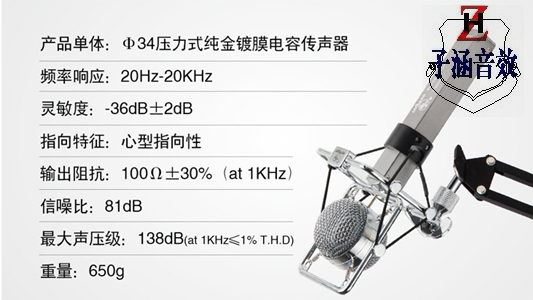 产品单体：Φ34压力式纯金镀膜电容传声器
频率响应：20Hz-20KHz
灵敏度：-36dB±2dB
指向特征：心型指向性
输出阻抗：100Ω±30%（at 1KHz）
信噪比：81dB
最大声压级：138dB(at 1KHz≤1% T.H.D)
重量：650g
ZH
子涵音效